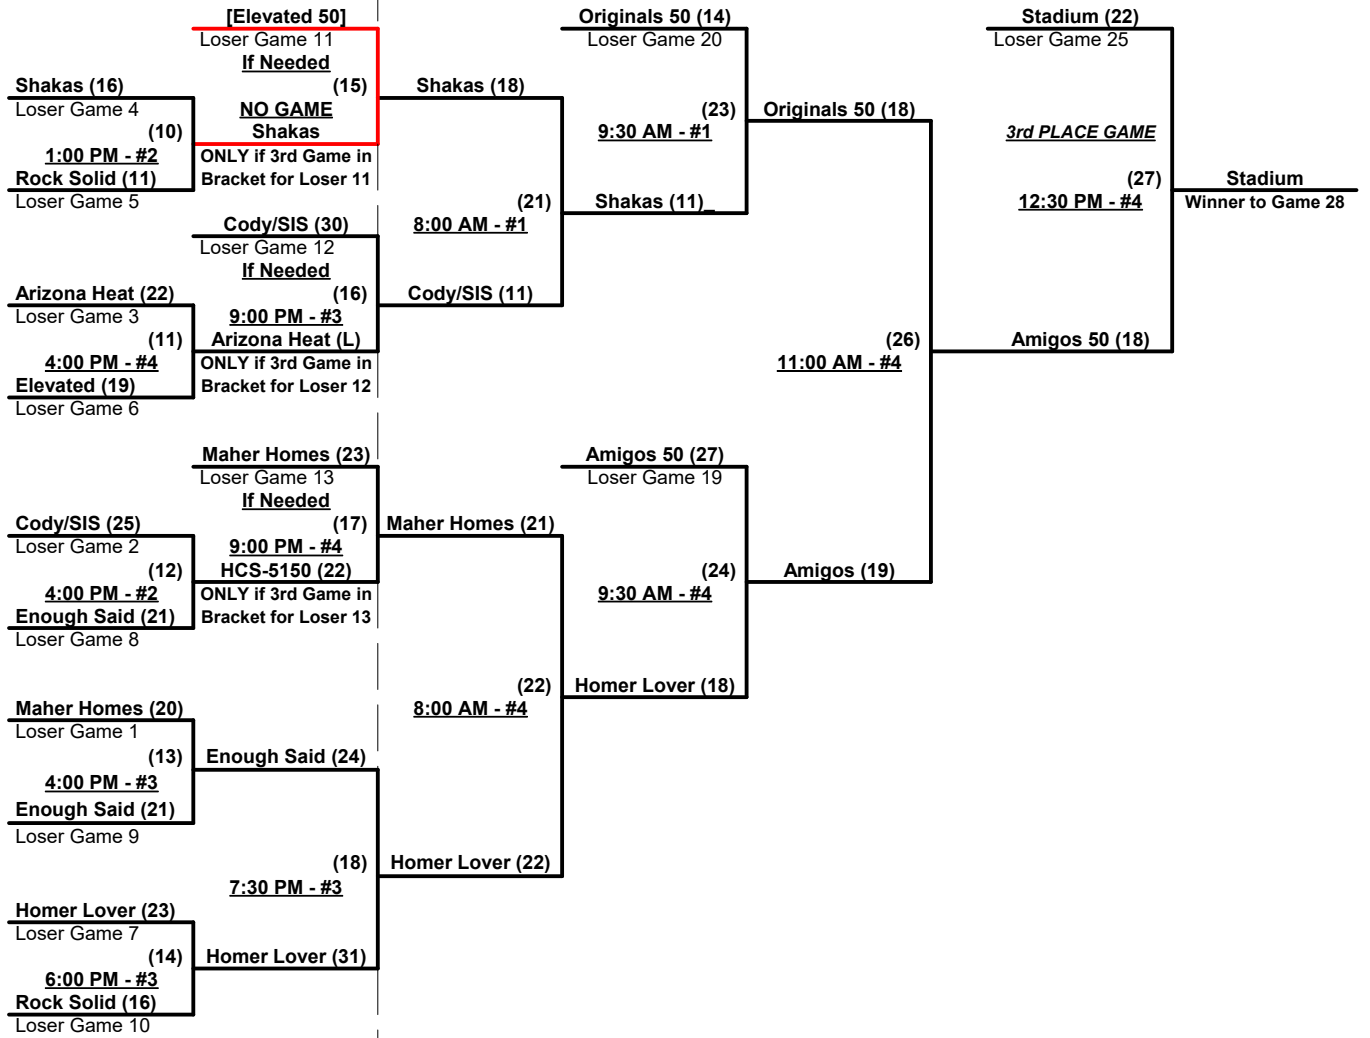 [Elevated 50]
Loser Game 11
If Needed
(15)
NO GAME
Shakas
ONLY if 3rd Game in
Bracket for Loser 11
Shakas (16)
Loser Game 4
(10)
1:00 PM - #2
Rock Solid (11)
Loser Game 5
Cody/SIS (30)
Loser Game 12
If Needed
(16)
9:00 PM - #3
Arizona Heat (L)
ONLY if 3rd Game in
Bracket for Loser 12
Arizona Heat (22)
Loser Game 3
(11)
4:00 PM - #4
Elevated (19)
Loser Game 6
Maher Homes (23)
Loser Game 13
If Needed
(17)
9:00 PM - #4
HCS-5150 (22)
ONLY if 3rd Game in
Bracket for Loser 13
Cody/SIS (25)
Loser Game 2
(12)
4:00 PM - #2
Enough Said (21)
Loser Game 8
Maher Homes (20)
Loser Game 1
(13)
4:00 PM - #3
Enough Said (21)
Loser Game 9
Enough Said (24)
(18)
7:30 PM - #3
Homer Lover (23)
Loser Game 7
(14)
6:00 PM - #3
Rock Solid (16)
Loser Game 10
Homer Lover (31)
Shakas (18)
(21)
8:00 AM - #1
Cody/SIS (11)
Maher Homes (21)
(22)
8:00 AM - #4
Homer Lover (22)
Originals 50 (14)
Loser Game 20
(23)
9:30 AM - #1
Shakas (11)_
Amigos 50 (27)
Loser Game 19
(24)
9:30 AM - #4
Homer Lover (18)
Originals 50 (18)
(26)
11:00 AM - #4
Amigos (19)
Stadium (22)
Loser Game 25
3rd PLACE GAME
(27)
12:30 PM - #4
Amigos 50 (18)
Stadium
Winner to Game 28